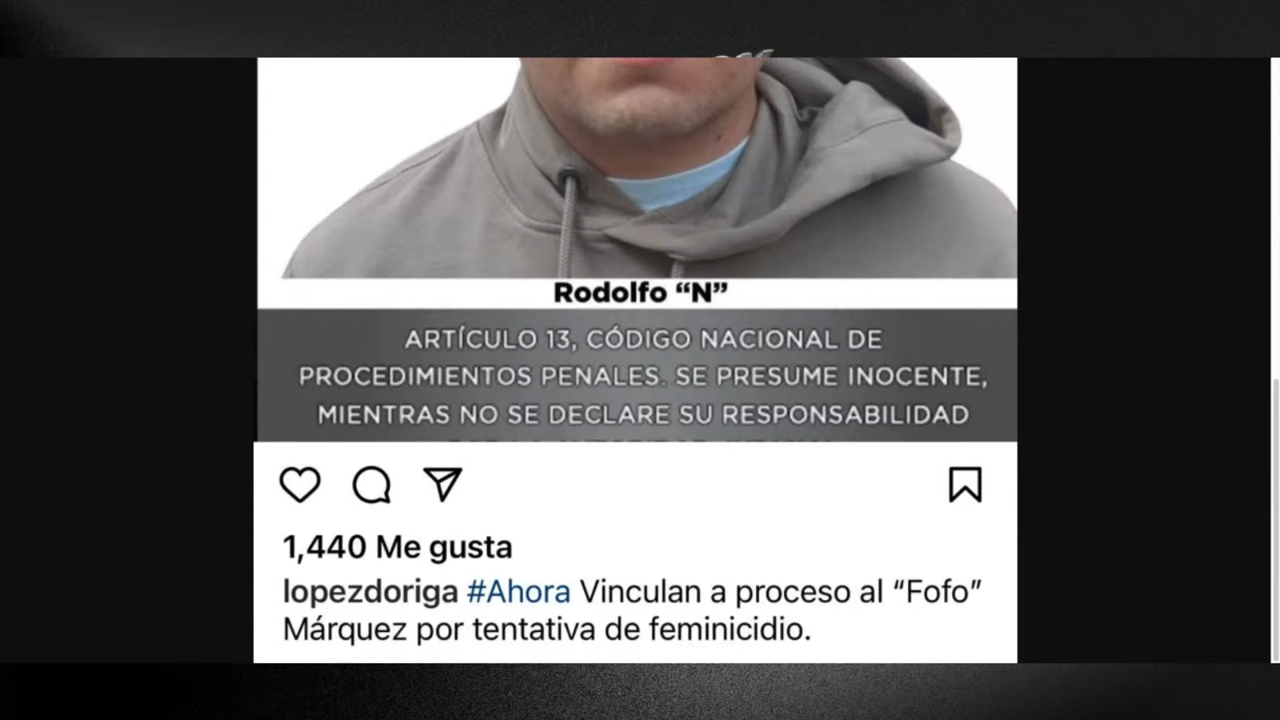 Rodolfo “N”
ARTÍCULO 13, CÓDIGO NACIONAL DE
PROCEDIMIENTOS PENALES. SE PRESUME INOCENTE,
MIENTRAS NO SE DECLARE SU RESPONSABILIDAD
1,440 Me gusta
lopezdoriga #Ahora Vinculan a proceso al “Fofo”
Márquez por tentativa de feminicidio.